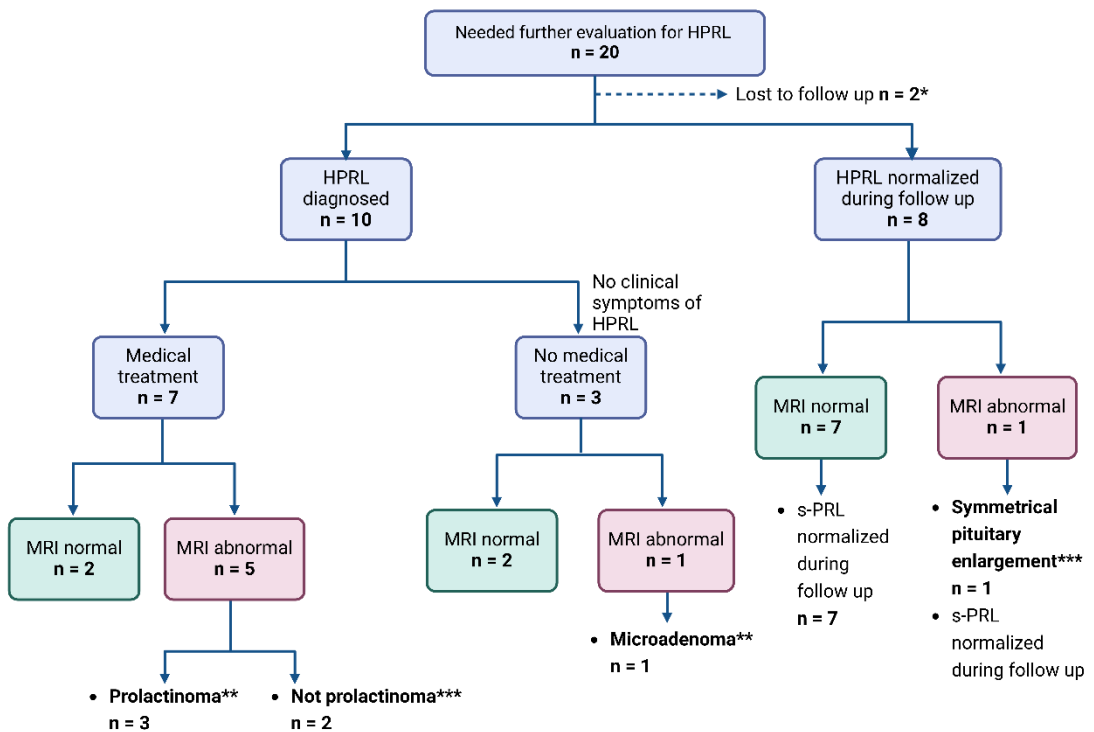 Needed further evaluation for HPRL
n = 20
Lost to follow up n = 2*
HPRL
diagnosed
n = 10
HPRL normalized
during follow up
n = 8
No clinical
symptoms of
HPRL
Medical
treatment
n = 7
No medical
treatment
n = 3
MRI normal
n = 7
MRI abnormal
n = 1
MRI normal
n = 2
MRI abnormal
n = 5
MRI normal
n = 2
MRI abnormal
n = 1
• s-PRL
normalized
during
follow up
n = 7
• Symmetrical
pituitary
enlargement***
n = 1
• s-PRL
normalized
during follow up
• Microadenoma**
n = 1
• Prolactinoma**
n = 3
• Not prolactinoma***
n = 2